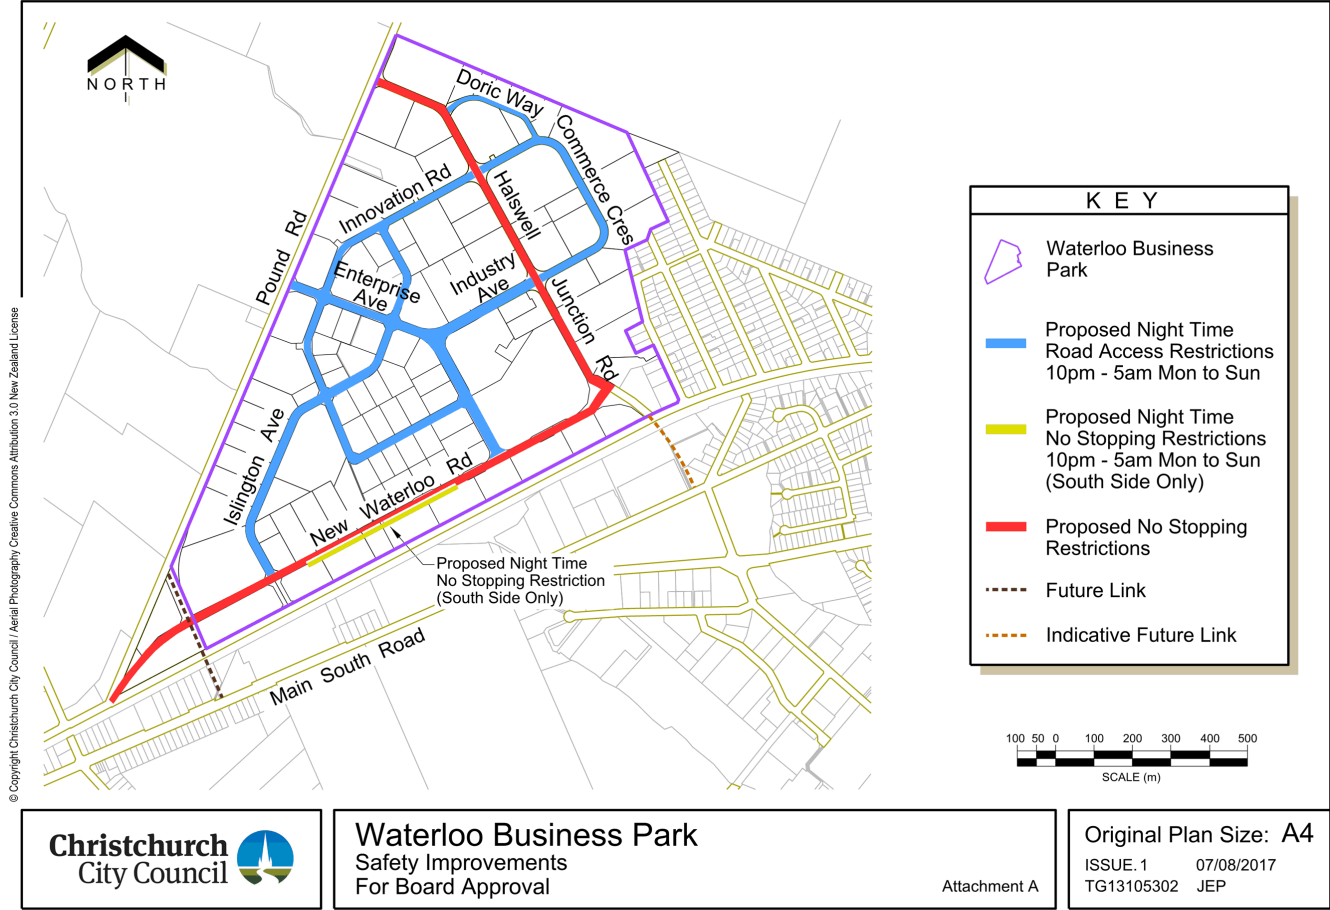 NORTH
Doric Way
Commerce Cres
Innovation Rd
Halswell
Junction
Rd
Pound Rd
Enterprise
Ave
Industry
Ave
Islington Ave
New Waterloo Rd
Proposed Night Time
No Stopping Restriction
(South Side Only)
Main South Road
KEY
Waterloo Business
Park
Proposed Night Time
Road Access Restrictions
10pm - 5am Mon to Sun
Proposed Night Time
No Stopping Restrictions
10pm - 5am Mon to Sun
(South Side Only)
Proposed No Stopping
Restrictions
Future Link
Indicative Future Link
100 50 0 100 200 300 400 500
SCALE (m)
© Copyright Christchurch City Council / Aerial Photography Creative Commons Attribution 3.0 New Zealand License
Christchurch
City Council
Waterloo Business Park
Safety Improvements
For Board Approval
Attachment A
Original Plan Size: A4
ISSUE. 1 07/08/2017
TG13105302 JEP